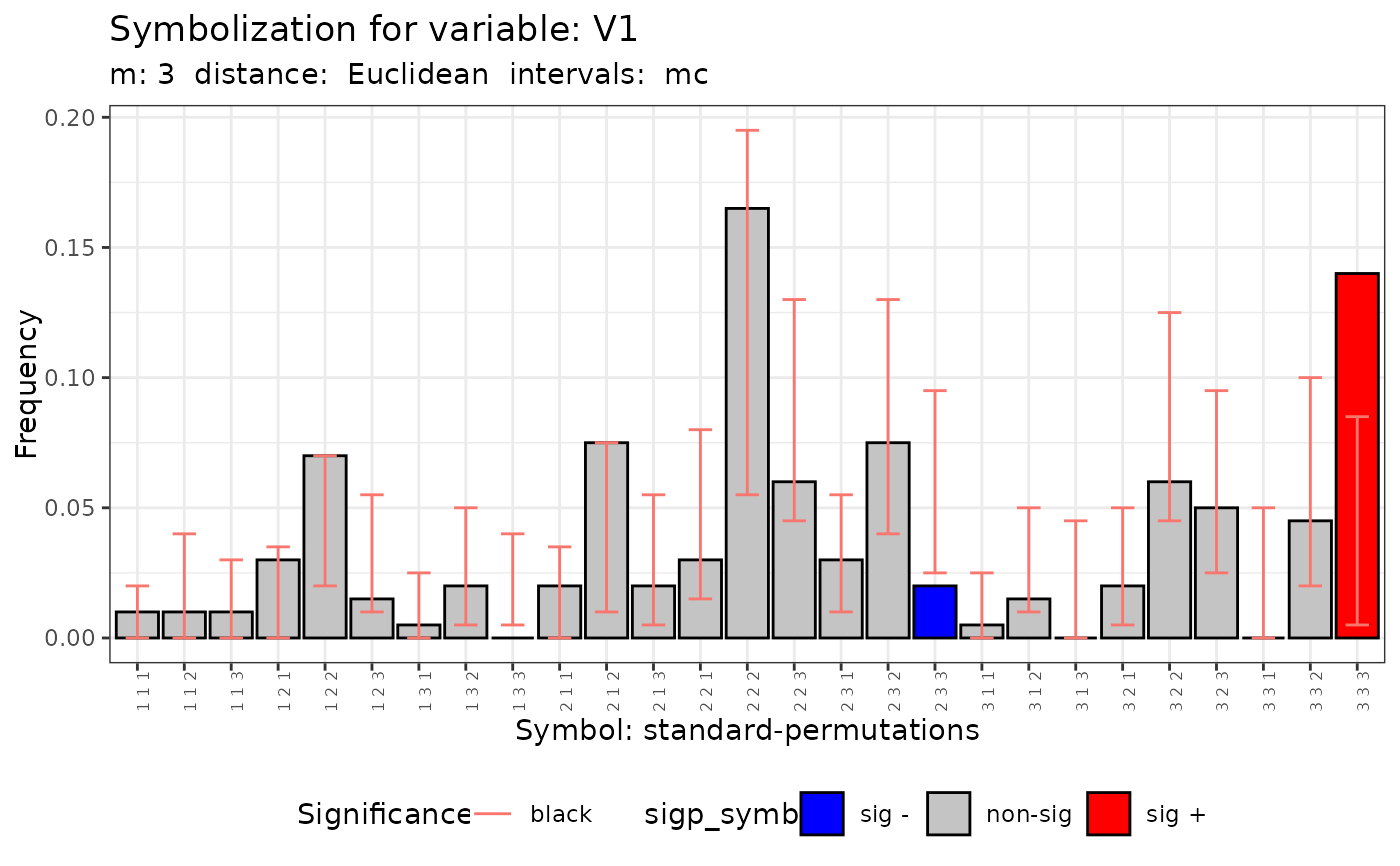 Symbolization for variable: V1
m: 3 distance: Euclidean intervals: mc
Frequency
0.20
0.15
0.10
0.05
0.00
1 1 1
1 1 2
1 1 3
1 2 1
1 2 2
1 2 3
1 3 1
1 3 2
1 3 3
2 1 1
2 1 2
2 1 3
2 2 1
2 2 2
2 2 3
2 3 1
2 3 2
2 3 3
3 1 1
3 1 2
3 1 3
3 2 1
3 2 2
3 2 3
3 3 1
3 3 2
3 3 3
Symbol: standard-permutations
Significance black sigp_symb sig - non-sig sig +